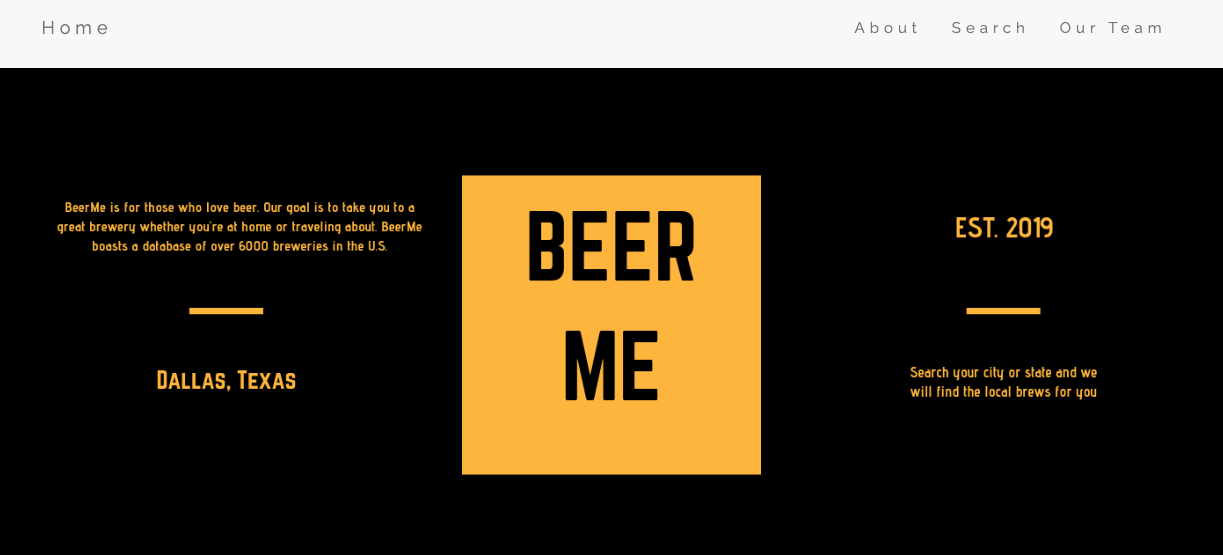 Home
About Search Our Team
BeerMe is for those who love beer. Our goal is to take you to a
great brewery whether you're at home or traveling about. BeerMe
boasts a database of over 6000 breweries in the U.S.
Dallas, Texas
BEER
ME
EST. 2019
Search your city or state and we
will find the local brews for you